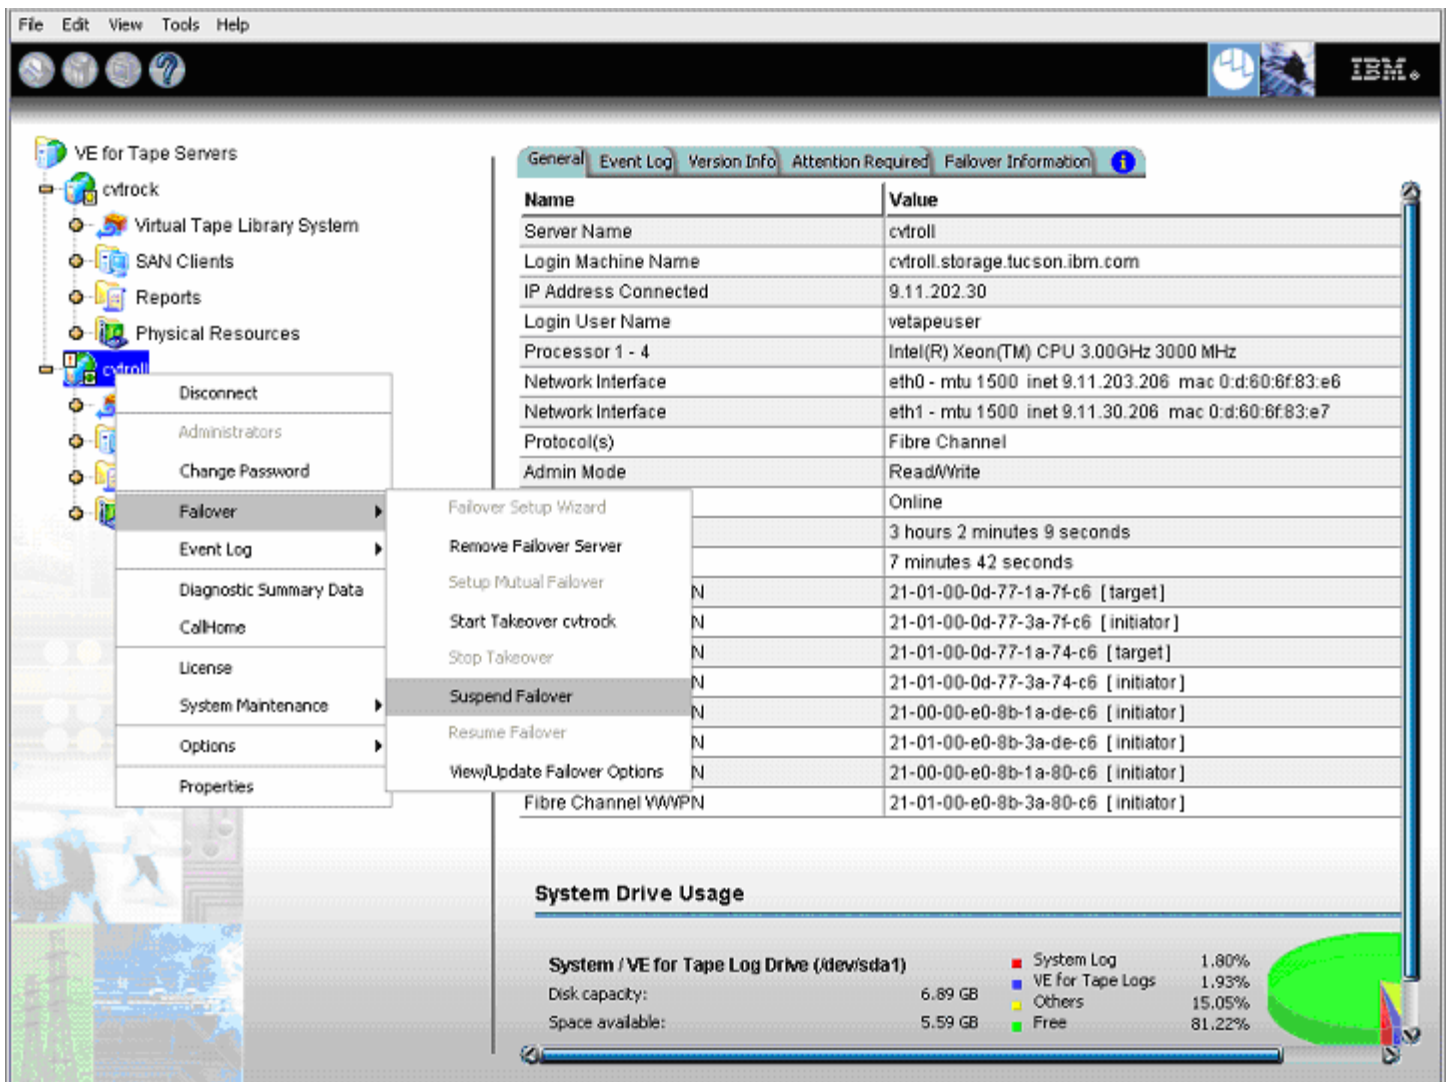 File Edit View Tools Help
IBM®
VE for Tape Servers
cvtrock
Virtual Tape Library System
SAN Clients
Reports
Physical Resources
cvtroll
Disconnect
Administrators
Change Password
Failover
Event Log
Diagnostic Summary Data
CallHome
License
System Maintenance
Options
Properties
Failover Setup Wizard
Remove Failover Server
Setup Mutual Failover
Start Takeover cvtrock
Stop Takeover
Suspend Failover
Resume Failover
View/Update Failover Options
General Event Log Version Info Attention Required Failover Information
Name Value
Server Name cvtroll
Login Machine Name cvtroll.storage.tucson.ibm.com
IP Address Connected 9.11.202.30
Login User Name vetapeuser
Processor 1 - 4 Intel(R) Xeon(TM) CPU 3.00GHz 3000 MHz
Network Interface eth0 - mtu 1500 inet 9.11.203.206 mac 0:d:60:6f:83:e6
Network Interface eth1 - mtu 1500 inet 9.11.30.206 mac 0:d:60:6f:83:e7
Protocol(s) Fibre Channel
Admin Mode Read/Write
Online
3 hours 2 minutes 9 seconds
7 minutes 42 seconds
N 21-01-00-0d-77-1a-7f-c6 [target]
N 21-01-00-0d-77-3a-7f-c6 [initiator]
N 21-01-00-0d-77-1a-74-c6 [target]
N 21-01-00-0d-77-3a-74-c6 [initiator]
N 21-00-00-e0-8b-1a-de-c6 [initiator]
N 21-01-00-e0-8b-3a-de-c6 [initiator]
N 21-00-00-e0-8b-1a-80-c6 [initiator]
Fibre Channel WWPN 21-01-00-e0-8b-3a-80-c6 [initiator]
System Drive Usage
System / VE for Tape Log Drive (/dev/sda1)
Disk capacity: 6.89 GB
Space available: 5.59 GB
System Log 1.80%
VE for Tape Logs 1.93%
Others 15.05%
Free 81.22%